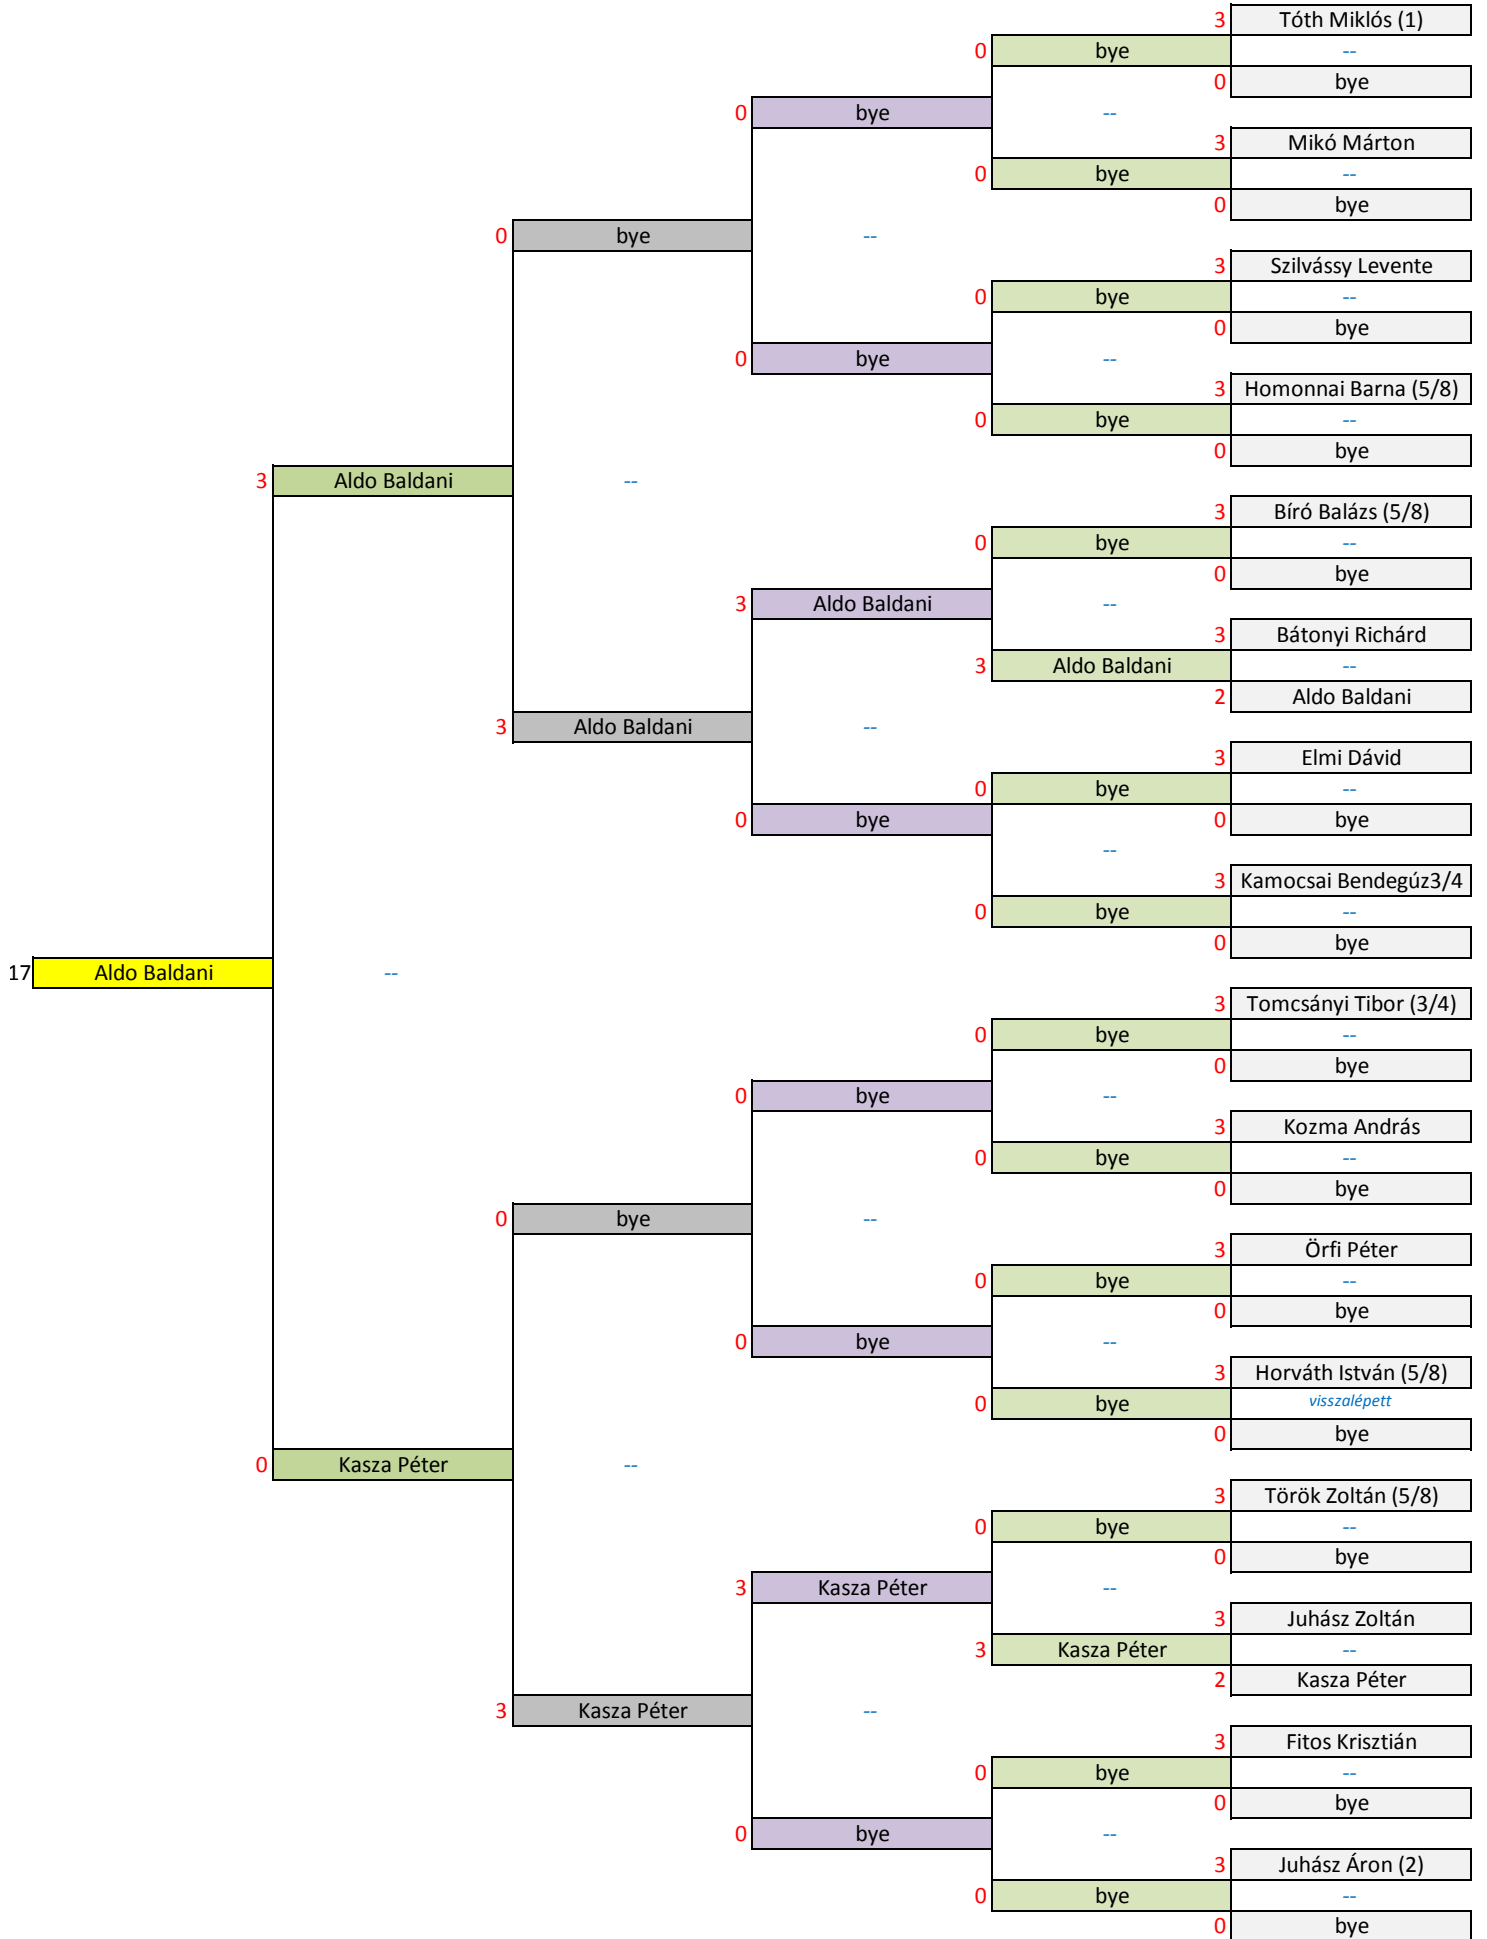 3 Tóth Miklós (1)
0 bye --
0 bye
0 bye --
3 Mikó Márton
0 bye --
0 bye
0 bye --
3 Szilvássy Levente
0 bye --
0 bye
0 bye --
3 Homonnai Barna (5/8)
0 bye --
0 bye
3 Aldo Baldani --
3 Bíró Balázs (5/8)
0 bye --
0 bye
3 Aldo Baldani --
3 Bátonyi Richárd
3 Aldo Baldani --
2 Aldo Baldani
3 Aldo Baldani --
3 Elmi Dávid
0 bye --
0 bye 0 bye
--
3 Kamocsai Bendegúz3/4
0 bye --
0 bye
17 Aldo Baldani --
3 Tomcsányi Tibor (3/4)
0 bye --
0 bye
0 bye --
3 Kozma András
0 bye --
0 bye
0 bye --
3 Örfi Péter
0 bye --
0 bye
0 bye --
3 Horváth István (5/8)
0 bye visszalépett
0 bye
0 Kasza Péter --
3 Török Zoltán (5/8)
0 bye --
0 bye
3 Kasza Péter --
3 Juhász Zoltán
3 Kasza Péter --
2 Kasza Péter
3 Kasza Péter --
3 Fitos Krisztián
0 bye --
0 bye
0 bye --
3 Juhász Áron (2)
0 bye --
0 bye